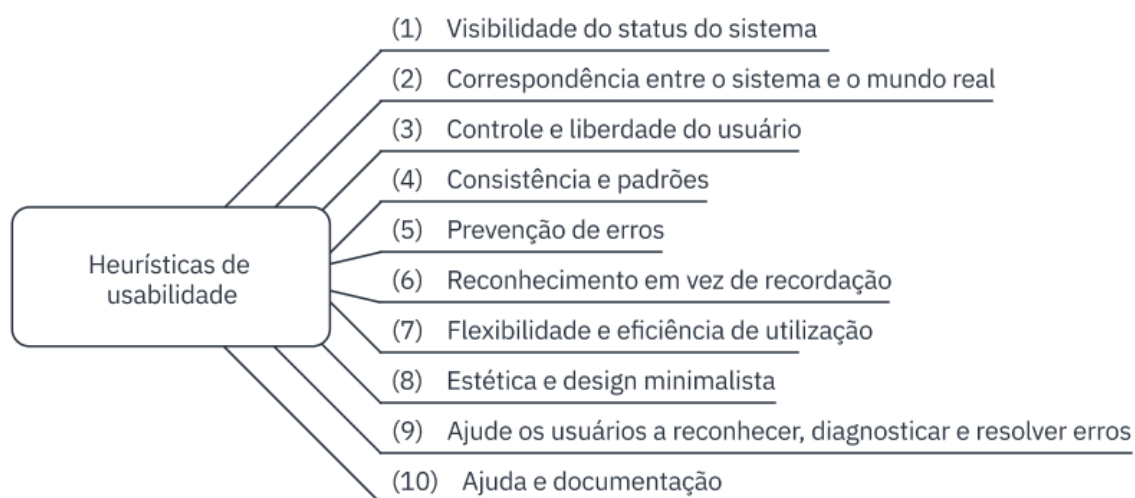 (1) Visibilidade do status do sistema
(2) Correspondência entre o sistema e o mundo real
(3) Controle e liberdade do usuário
(4) Consistência e padrões
(5) Prevenção de erros
Heurísticas de
usabilidade
(6) Reconhecimento em vez de recordação
(7) Flexibilidade e eficiência de utilização
(8) Estética e design minimalista
(9) Ajude os usuários a reconhecer, diagnosticar e resolver erros
(10) Ajuda e documentação